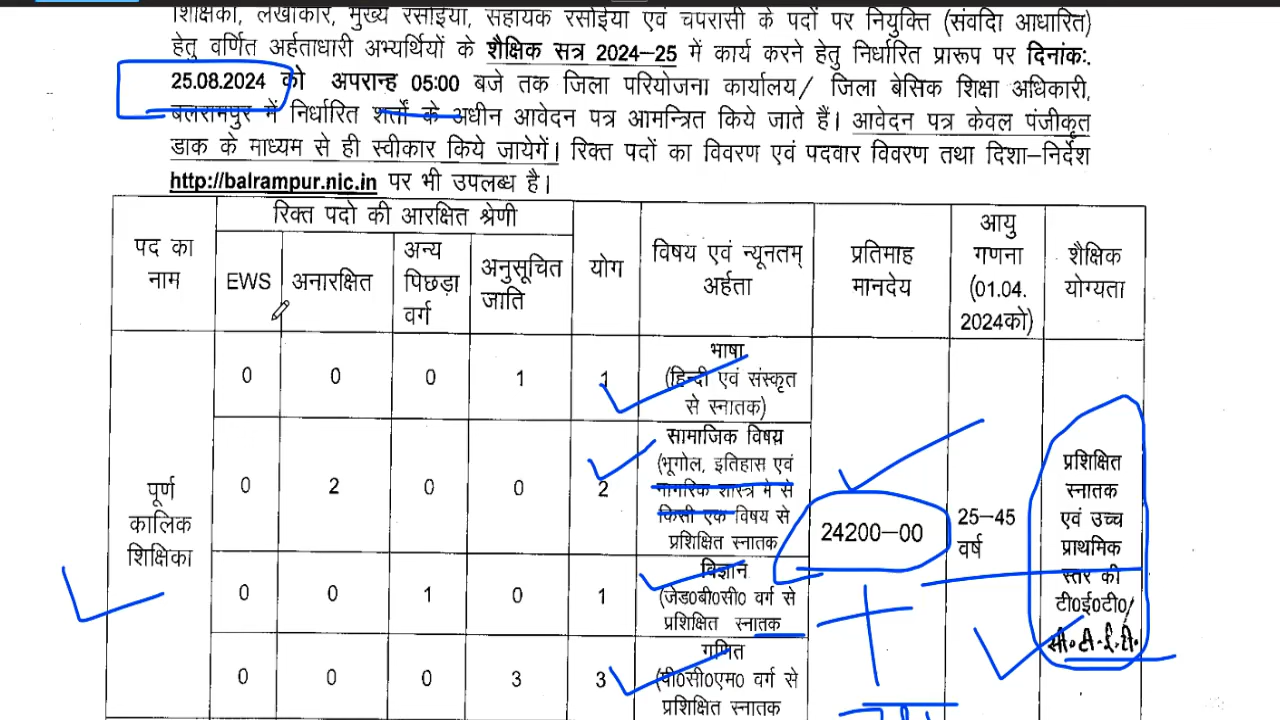 शिक्षिका, लेखाकार, मुख्य रसोइया, सहायक रसोईया एवं चपरासी के पदों पर नियुक्ति (संवदिा आधारित)
हेतु वर्णित अर्हताधारी अभ्यर्थियों के शैक्षिक सत्र 2024-25 में कार्य करने हेतु निर्धारित प्रारूप पर दिनांकः.
25.08.2024 को अपरान्ह 05:00 बजे तक जिला परियोजना कार्यालय/ जिला बेसिक शिक्षा अधिकारी,
बलरामपुर में निर्धारित शर्तों के अधीन आवेदन पत्र आमन्त्रित किये जाते हैं। आवेदन पत्र केवल पंजीकृत
डाक के माध्यम से ही स्वीकार किये जायेगें। रिक्त पदों का विवरण एवं पदवार विवरण तथा दिशा-निर्देश
http://balrampur.nic.in पर भी उपलब्ध है।
पद का नाम
रिक्त पदो की आरक्षित श्रेणी
EWS
अनारक्षित
अन्य
पिछड़ा
वर्ग
अनुसूचित
जाति
योग
विषय एवं न्यूनतम्
अर्हता
प्रतिमाह
मानदेय
आयु
गणना
(01.04.
2024को)
शैक्षिक
योग्यता
पूर्ण
कालिक
शिक्षिका
0 0 0 1 1
भाषा
(हिन्दी एवं संस्कृत
से स्नातक)
0 2 0 0 2
सामाजिक विषय
(भूगोल, इतिहास एवं
नागरिक शास्त्र मे से
किसी एक विषय से
प्रशिक्षित स्नातक
0 0 1 0 1
विज्ञान
(जेड0बी0सी0 वर्ग से
प्रशिक्षित स्नातक
0 0 0 3 3
गणित
(पी0सी0एम0 वर्ग से
प्रशिक्षित स्नातक
24200-00
25-45
वर्ष
प्रशिक्षित
स्नातक
एवं उच्च
प्राथमिक
स्तर की
टी0ई0टी0/
सी.टी.ई.टी.